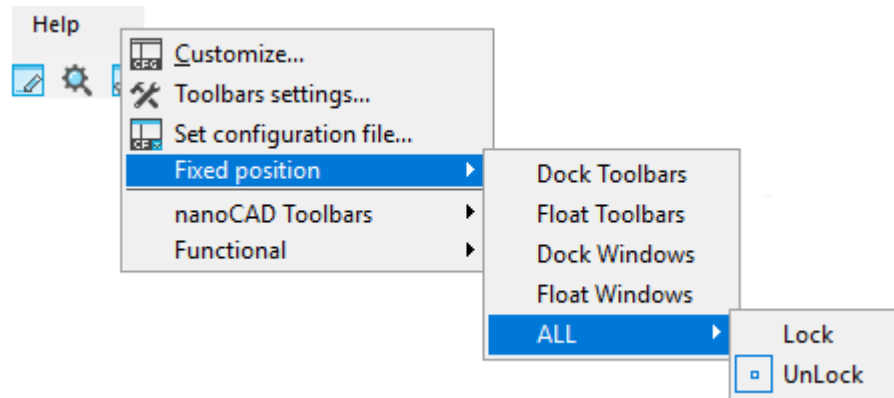 Help
Customize...
Toolbars settings...
Set configuration file...
Fixed position
nanoCAD Toolbars
Functional
Dock Toolbars
Float Toolbars
Dock Windows
Float Windows
ALL
Lock
UnLock